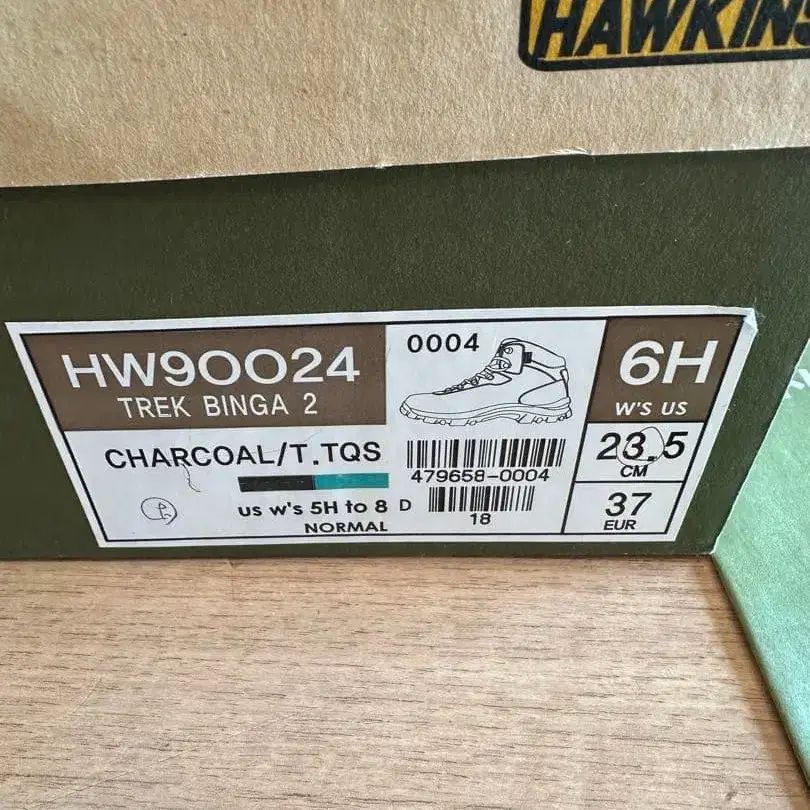 HAWKINS
HW90024
TREK BINGA 2
CHARCOAL/T.TQS
us w's 5H to 8 D
NORMAL
0004
479658-0004
18
6H
W'S US
23.5
CM
37
EUR